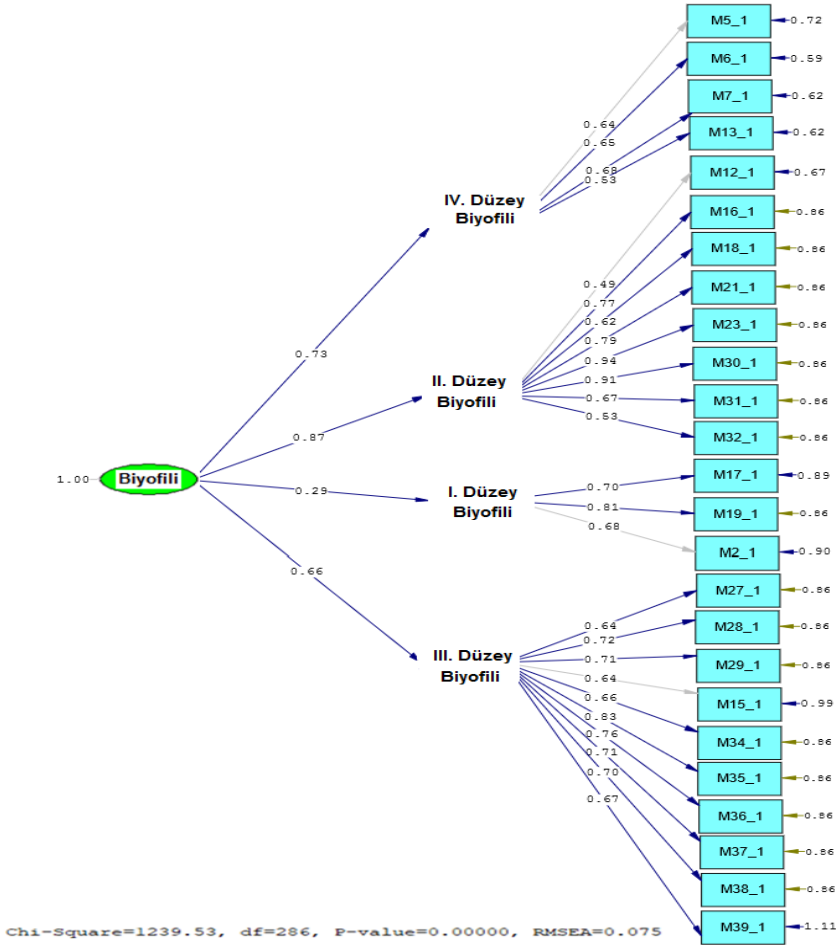 M5_1 0.72
M6_1 0.59
M7_1 0.62
M13_1 0.62
M12_1 0.67
M16_1 0.86
M18_1 0.86
M21_1 0.86
M23_1 0.86
M30_1 0.86
M31_1 0.86
M32_1 0.86
M17_1 0.89
M19_1 0.86
M2_1 0.90
M27_1 0.86
M28_1 0.86
M29_1 0.86
M15_1 0.99
M34_1 0.86
M35_1 0.86
M36_1 0.86
M37_1 0.86
M38_1 0.86
M39_1 1.11
0.64
0.65
0.68
0.53
IV. Düzey
Biyofili
0.49
0.77
0.62
0.79
0.94
0.91
0.67
0.53
II. Düzey
Biyofili
0.70
0.81
0.68
I. Düzey
Biyofili
0.64
0.72
0.71
0.64
0.66
0.83
0.76
0.71
0.70
0.67
III. Düzey
Biyofili
0.73
0.87
0.29
0.66
1.00 Biyofili
Chi-Square=1239.53, df=286, P-value=0.00000, RMSEA=0.075